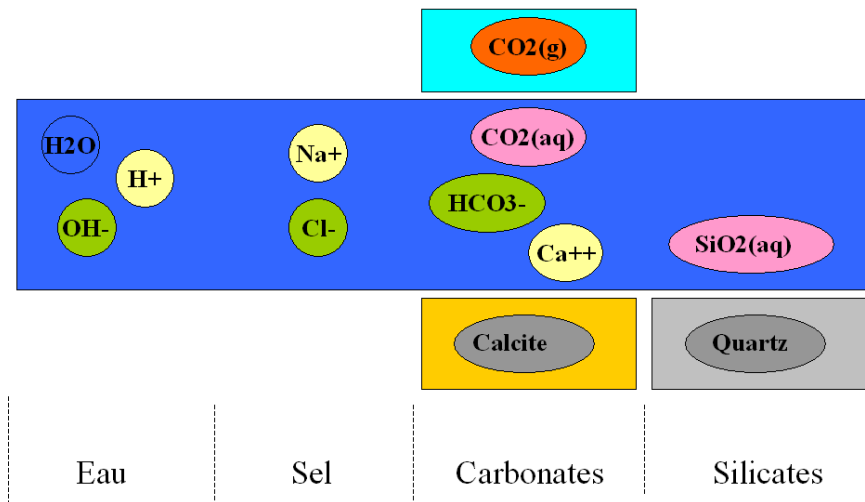 CO2(g)
H2O
H+
OH-
Na+
Cl-
CO2(aq)
HCO3-
Ca++
SiO2(aq)
Calcite
Quartz
Eau
Sel
Carbonates
Silicates